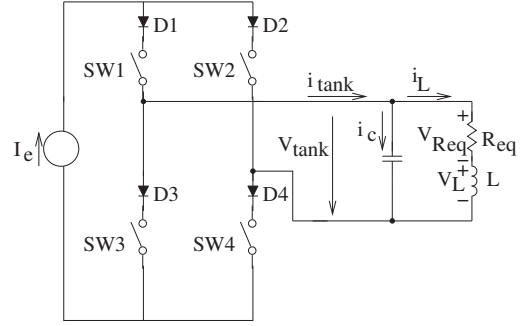 D1
D2
SW1
SW2
i tank
i L
I e
V tank
i c
+
V Req
R eq
−
+
V L
L
−
D3
D4
SW3
SW4